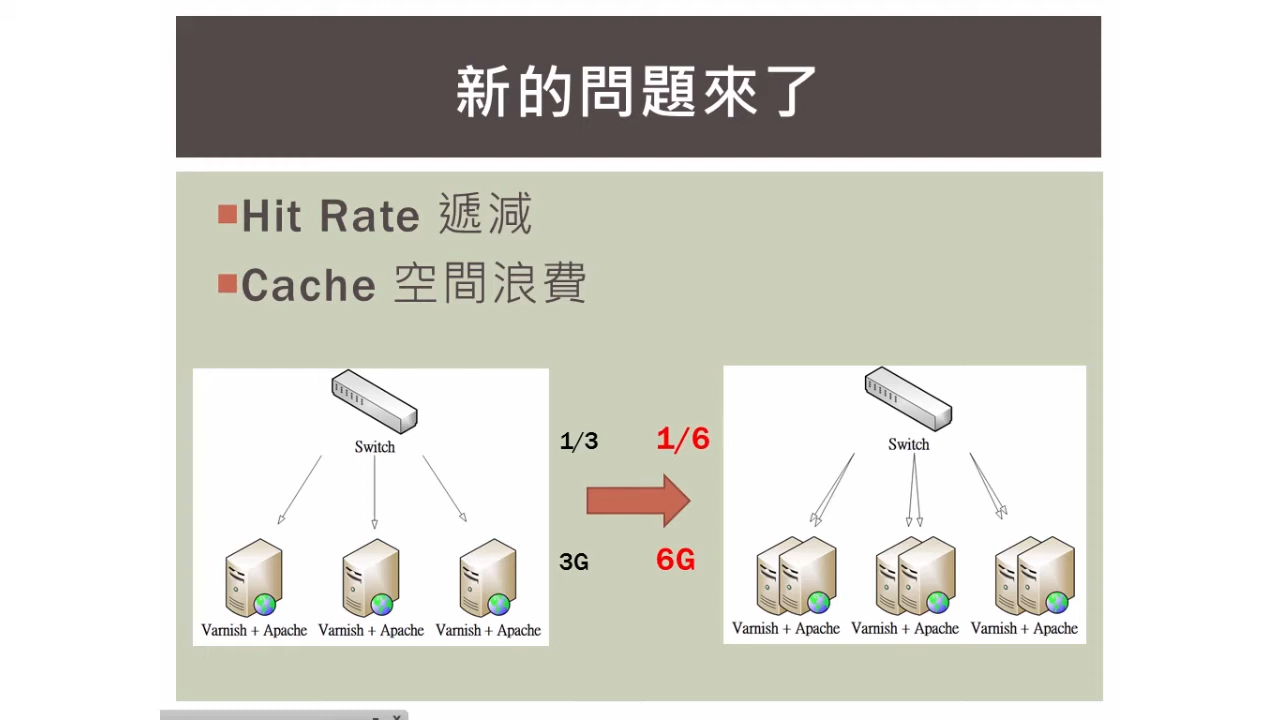 新的問題來了
Hit Rate 遞減
Cache 空間浪費
Switch
Varnish + Apache Varnish + Apache Varnish + Apache
1/3 1/6
3G 6G
Switch
Varnish + Apache Varnish + Apache Varnish + Apache